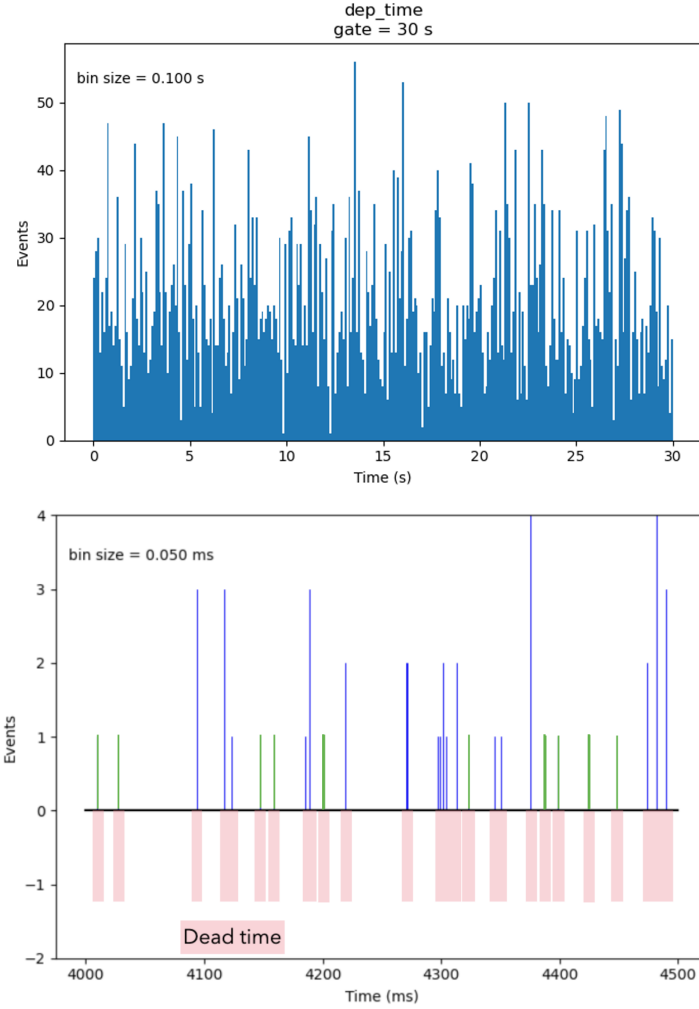 dep_time
gate = 30 s
bin size = 0.100 s
50
40
30
20
10
0
Events
0 5 10 15 20 25 30
Time (s)
bin size = 0.050 ms
4
3
2
1
0
−1
−2
Events
Dead time
4000 4100 4200 4300 4400 4500
Time (ms)